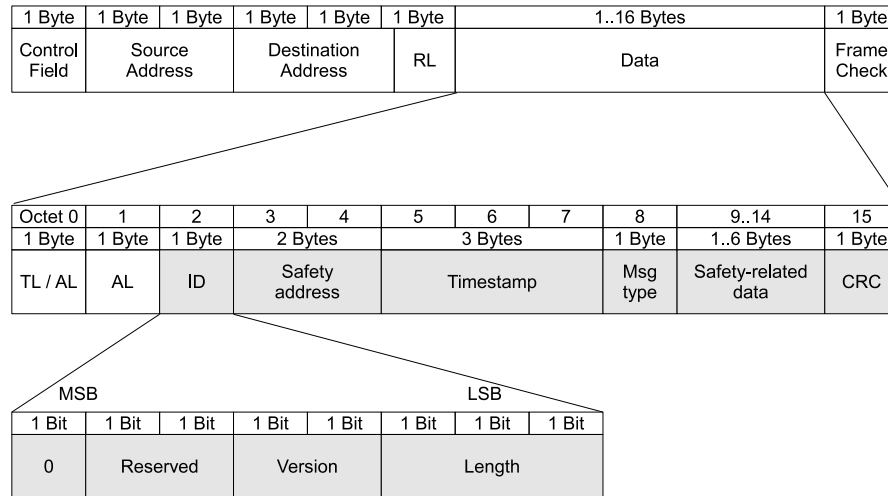 1 Byte 1 Byte 1 Byte 1 Byte 1 Byte 1 Byte 1..16 Bytes 1 Byte
Control Field Source Address Destination Address RL Data Frame Check
Octet 0 1 2 3 4 5 6 7 8 9..14 15
1 Byte 1 Byte 1 Byte 2 Bytes 3 Bytes 1 Byte 1..6 Bytes 1 Byte
TL / AL AL ID Safety address Timestamp Msg type Safety-related data CRC
MSB LSB
1 Bit 1 Bit 1 Bit 1 Bit 1 Bit 1 Bit 1 Bit 1 Bit
0 Reserved Version Length